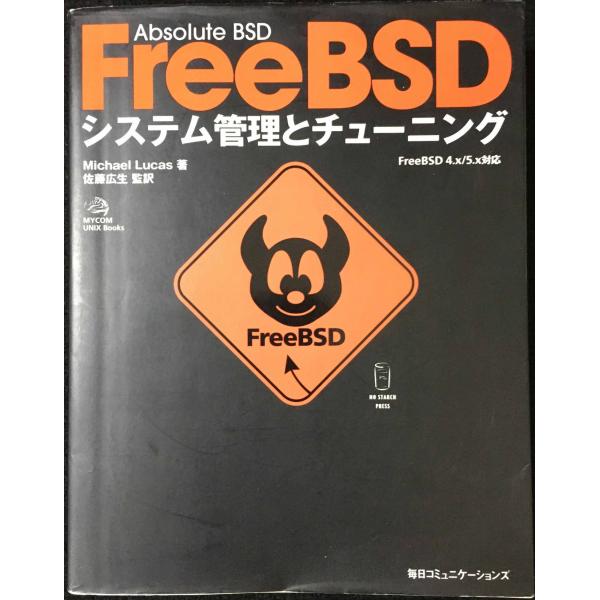 Absolute BSD
FreeBSD
システム管理とチューニング
Michael Lucas 著
佐藤広生 監訳
FreeBSD 4.x/5.x対応
MYCOM
UNIX Books
FreeBSD
NO STARCH
PRESS
毎日コミュニケーションズ